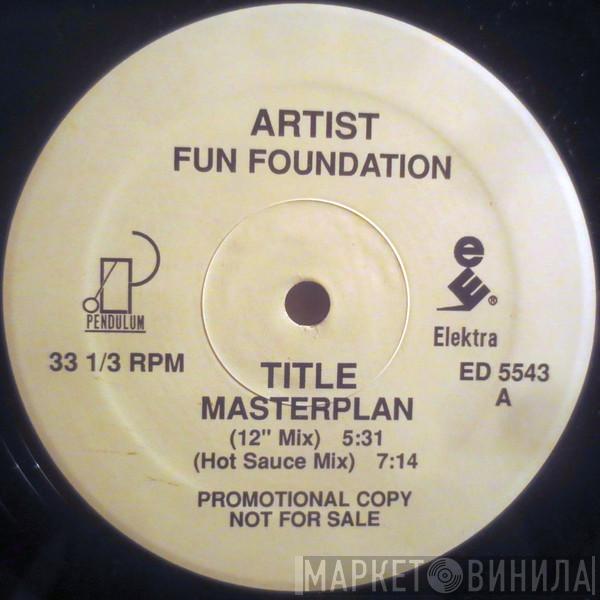 ARTIST
FUN FOUNDATION
PENDULUM
®
Elektra
33 1/3 RPM
ED 5543
A
TITLE
MASTERPLAN
(12" Mix) 5:31
(Hot Sauce Mix) 7:14
PROMOTIONAL COPY
NOT FOR SALE
МАРКЕТ ВИНИЛА